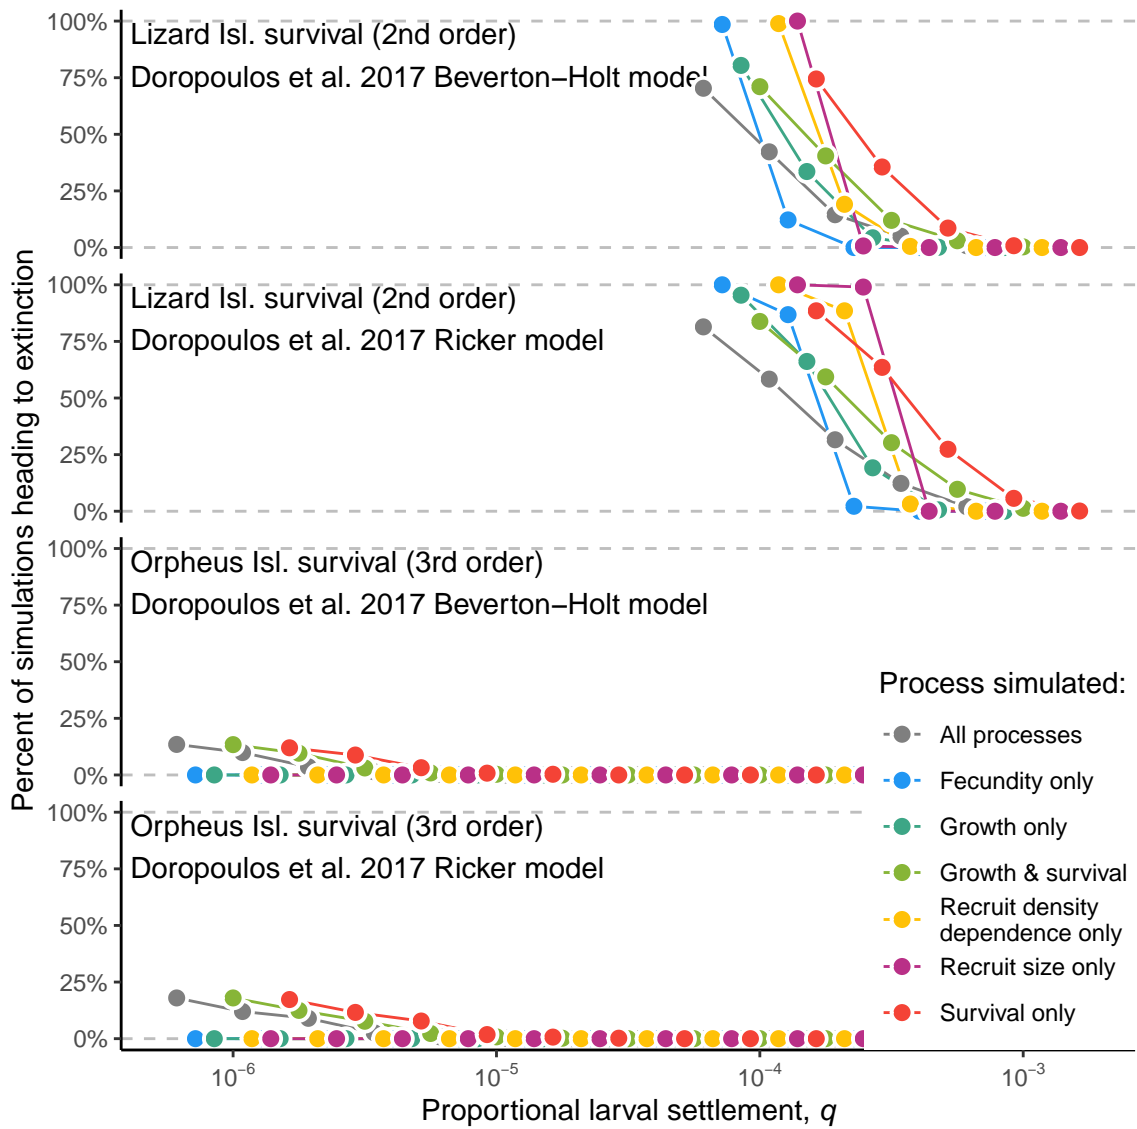 Percent of simulations heading to extinction
100%
75%
50%
25%
0%
Lizard Isl. survival (2nd order)
Doropoulos et al. 2017 Beverton−Holt model
100%
75%
50%
25%
0%
Lizard Isl. survival (2nd order)
Doropoulos et al. 2017 Ricker model
100%
75%
50%
25%
0%
Orpheus Isl. survival (3rd order)
Doropoulos et al. 2017 Beverton−Holt model
100%
75%
50%
25%
0%
Orpheus Isl. survival (3rd order)
Doropoulos et al. 2017 Ricker model
Process simulated:
All processes
Fecundity only
Growth only
Growth & survival
Recruit density
dependence only
Recruit size only
Survival only
10⁻⁶ 10⁻⁵ 10⁻⁴ 10⁻³
Proportional larval settlement, q